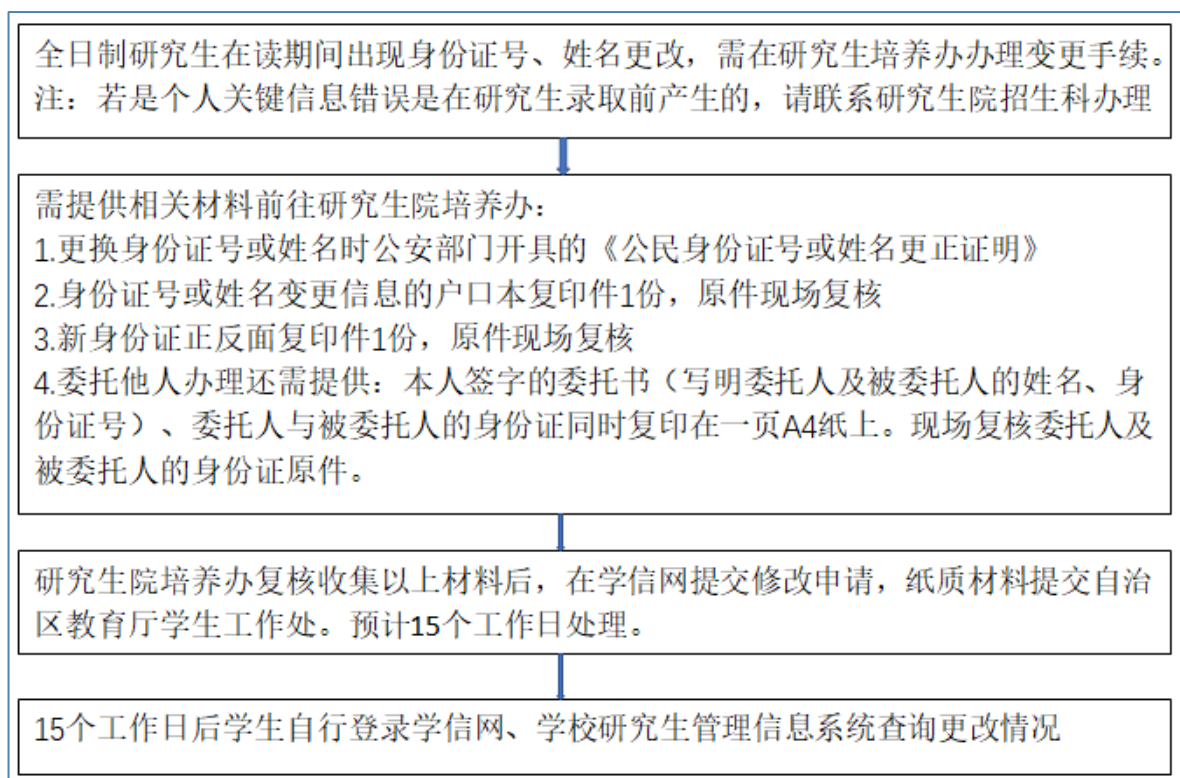 全日制研究生在读期间出现身份证号、姓名更改，需在研究生培养办办理变更手续。
注：若是个人关键信息错误是在研究生录取前产生的，请联系研究生院招生科办理
需提供相关材料前往研究生院培养办：
1.更换身份证号或姓名时公安部门开具的《公民身份证号或姓名更正证明》
2.身份证号或姓名变更信息的户口本复印件1份，原件现场复核
3.新身份证正反面复印件1份，原件现场复核
4.委托他人办理还需提供：本人签字的委托书（写明委托人及被委托人的姓名、身
份证号）、委托人与被委托人的身份证同时复印在一页A4纸上。现场复核委托人及
被委托人的身份证原件。
研究生院培养办复核收集以上材料后，在学信网提交修改申请，纸质材料提交自治
区教育厅学生工作处。预计15个工作日处理。
15个工作日后学生自行登录学信网、学校研究生管理信息系统查询更改情况